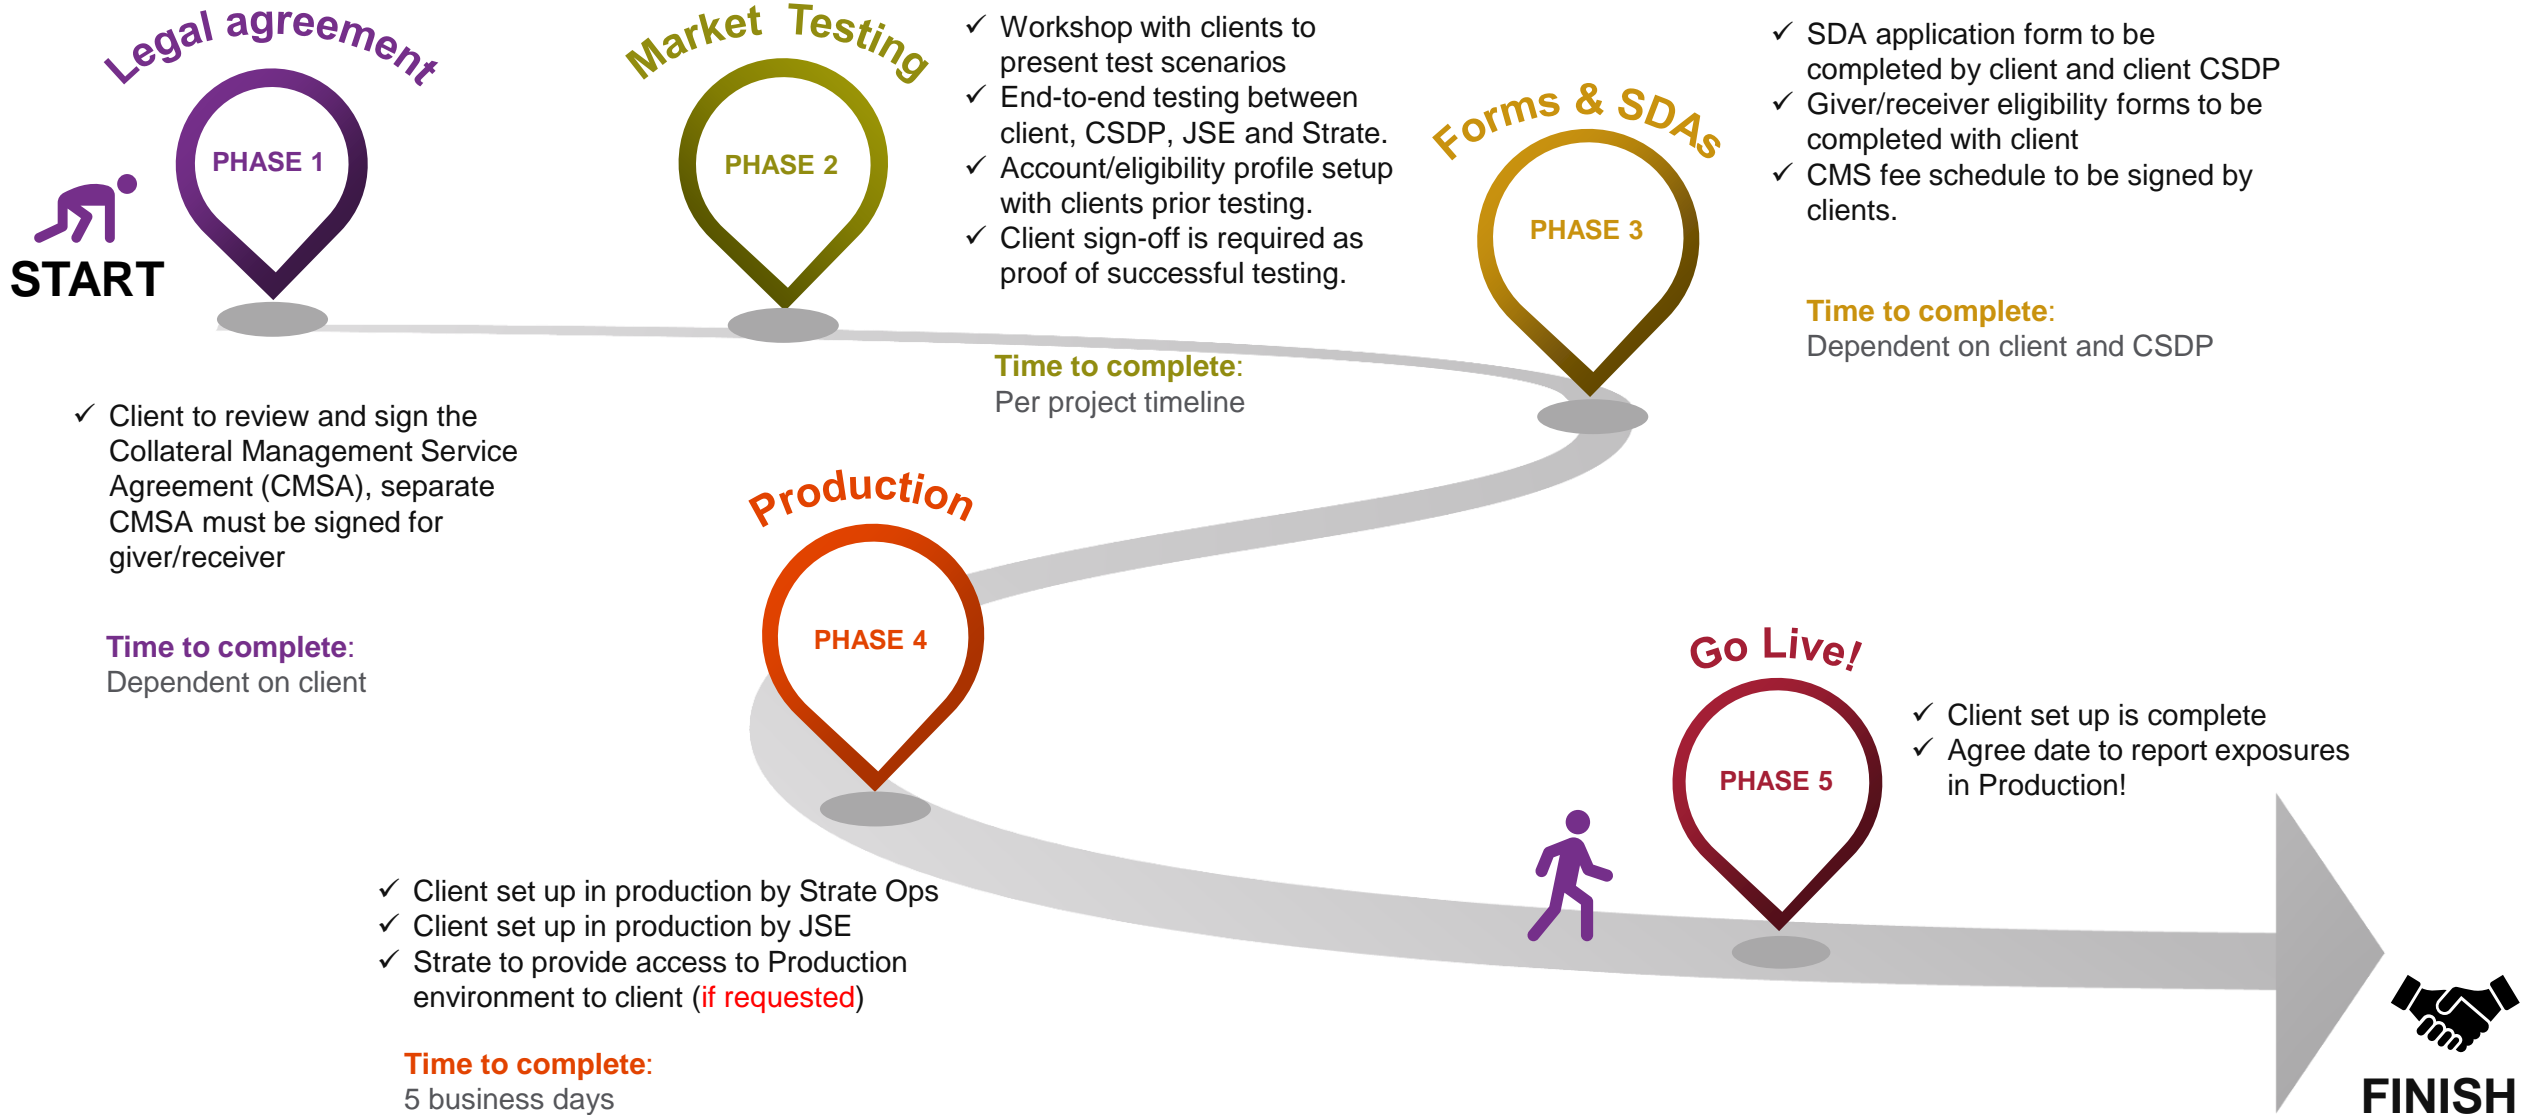 Legal agreement
PHASE 1
START
✓ Client to review and sign the
Collateral Management Service
Agreement (CMSA), separate
CMSA must be signed for
giver/receiver
Time to complete:
Dependent on client
Market Testing
PHASE 2
✓ Workshop with clients to
present test scenarios
✓ End-to-end testing between
client, CSDP, JSE and Strate.
✓ Account/eligibility profile setup
with clients prior testing.
✓ Client sign-off is required as
proof of successful testing.
Time to complete:
Per project timeline
Forms & SDAs
PHASE 3
✓ SDA application form to be
completed by client and client CSDP
✓ Giver/receiver eligibility forms to be
completed with client
✓ CMS fee schedule to be signed by
clients.
Time to complete:
Dependent on client and CSDP
Production
PHASE 4
✓ Client set up in production by Strate Ops
✓ Client set up in production by JSE
✓ Strate to provide access to Production
environment to client (if requested)
Time to complete:
5 business days
Go Live!
PHASE 5
✓ Client set up is complete
✓ Agree date to report exposures
in Production!
FINISH